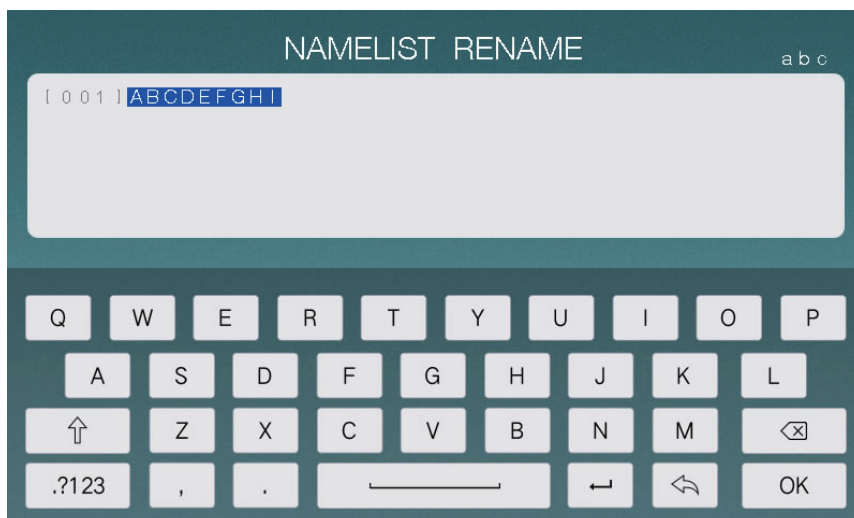 NAMELIST RENAME
abc
[001]ABCDEFGHI
Q W E R T Y U I O P
A S D F G H J K L
Z X C V B N M
.?123 , . OK